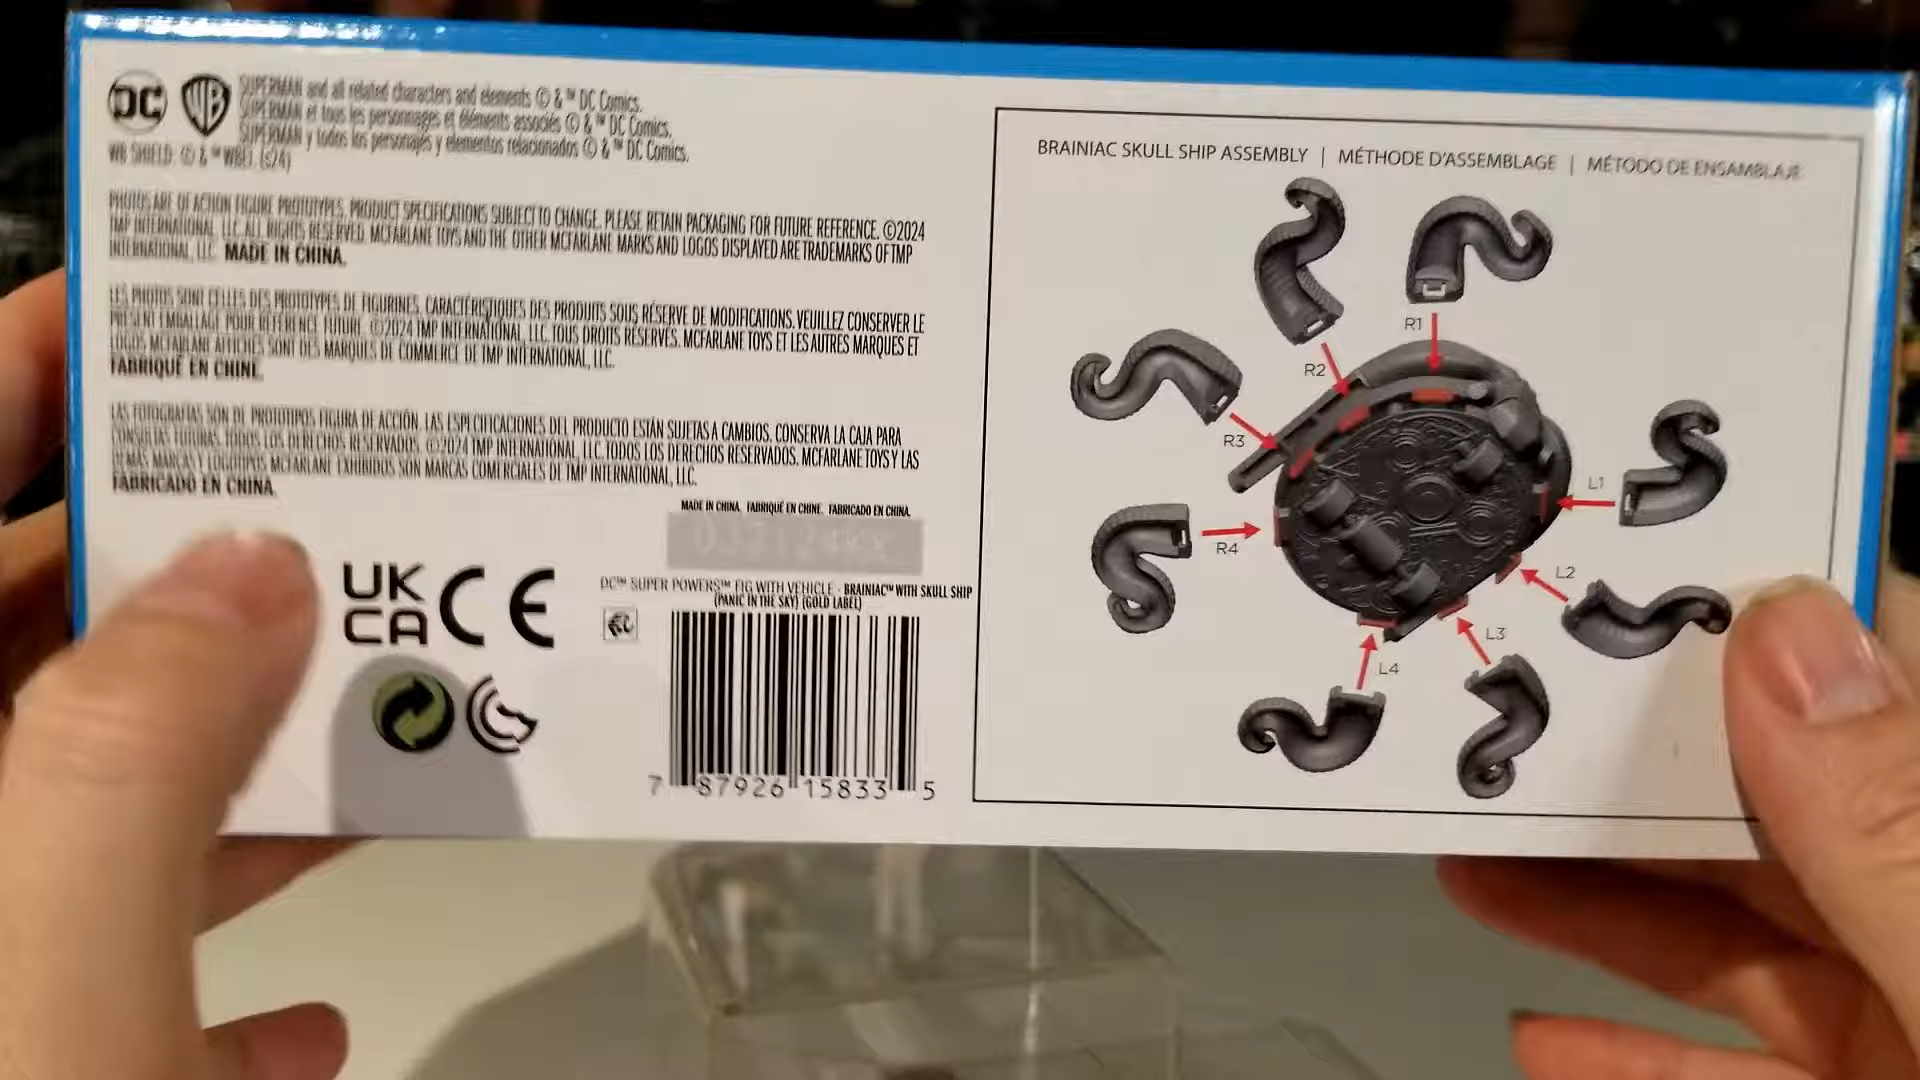 DC WB SUPERMAN and all related characters and elements © & ™ DC Comics.
SUPERMAN et tous les personnages et éléments associés © & ™ DC Comics.
SUPERMAN y todos los personajes y elementos relacionados © & ™ DC Comics.
WB SHIELD: © & ™ WBEI. (s24)
PHOTOS ARE OF ACTION FIGURE PROTOTYPES. PRODUCT SPECIFICATIONS SUBJECT TO CHANGE. PLEASE RETAIN PACKAGING FOR FUTURE REFERENCE. ©2024
TMP INTERNATIONAL, LLC. ALL RIGHTS RESERVED. MCFARLANE TOYS AND THE OTHER MCFARLANE MARKS AND LOGOS DISPLAYED ARE TRADEMARKS OF TMP
INTERNATIONAL, LLC. MADE IN CHINA.
LES PHOTOS SONT CELLES DES PROTOTYPES DE FIGURINES. CARACTÉRISTIQUES DES PRODUITS SOUS RÉSERVE DE MODIFICATIONS. VEUILLEZ CONSERVER LE
PRÉSENT EMBALLAGE POUR RÉFÉRENCE FUTURE. ©2024 TMP INTERNATIONAL, LLC. TOUS DROITS RÉSERVÉS. MCFARLANE TOYS ET LES AUTRES MARQUES ET
LOGOS MCFARLANE AFFICHÉS SONT DES MARQUES DE COMMERCE DE TMP INTERNATIONAL, LLC.
FABRIQUÉ EN CHINE.
LAS FOTOGRAFÍAS SON DE PROTOTIPOS FIGURA DE ACCIÓN. LAS ESPECIFICACIONES DEL PRODUCTO ESTÁN SUJETAS A CAMBIOS. CONSERVA LA CAJA PARA
CONSULTAS FUTURAS. TODOS LOS DERECHOS RESERVADOS. ©2024 TMP INTERNATIONAL, LLC. TODOS LOS DERECHOS RESERVADOS. MCFARLANE TOYS Y LAS
DEMÁS MARCAS Y LOGOTIPOS MCFARLANE EXHIBIDOS SON MARCAS COMERCIALES DE TMP INTERNATIONAL, LLC.
FABRICADO EN CHINA.
MADE IN CHINA. FABRIQUÉ EN CHINE. FABRICADO EN CHINA.
DC™ SUPER POWERS™ FIG WITH VEHICLE - BRAINIAC™ WITH SKULL SHIP
(PANIC IN THE SKY) (GOLD LABEL)
UK
CA CE
7 87926 15833 5
BRAINIAC SKULL SHIP ASSEMBLY | MÉTHODE D'ASSEMBLAGE | MÉTODO DE ENSAMBLAJE
R1
R2
R3
R4
L1
L2
L3
L4